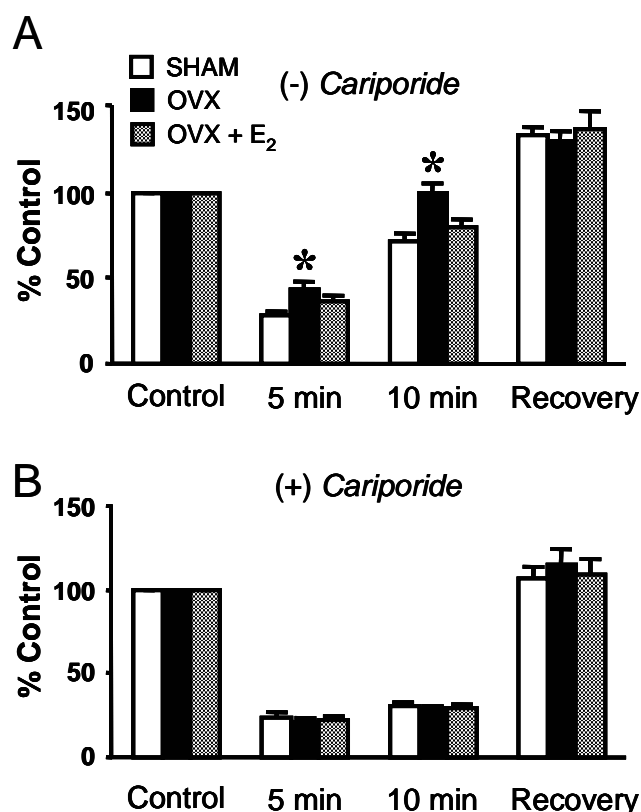 A
SHAM
(-) Cariporide
OVX
OVX + E2
150
100
50
0
% Control
*
*
Control 5 min 10 min Recovery
B
(+) Cariporide
150
100
50
0
% Control
Control 5 min 10 min Recovery